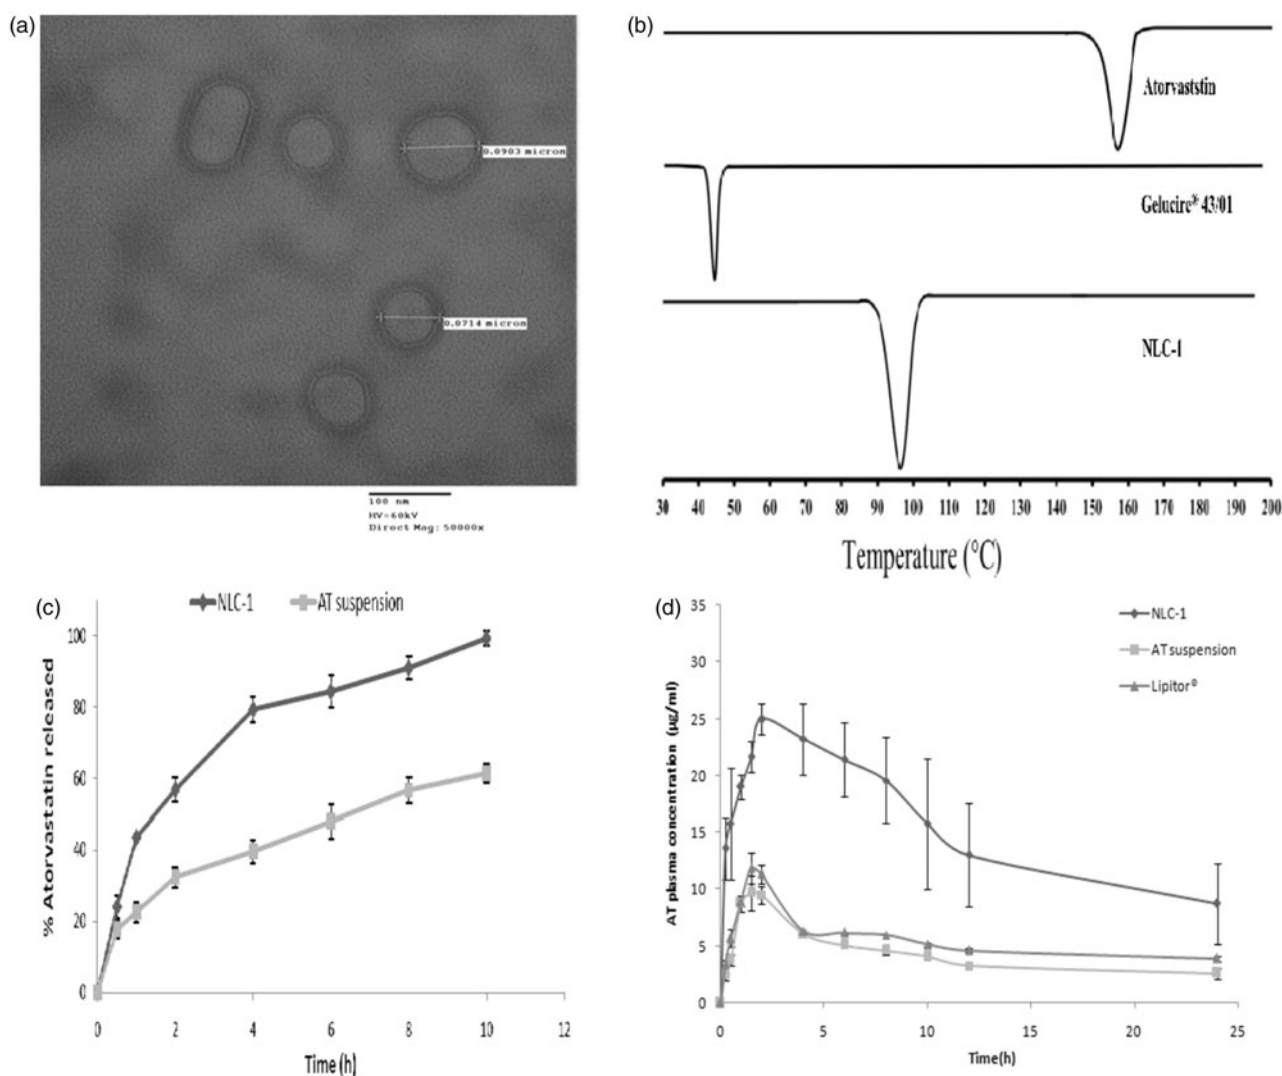 (a)
0.0903 micron
0.0714 micron
100 nm
HV=60kV
Direct Mag: 50000x
(b)
Atorvaststin
Gelucire® 43/01
NLC-1
30 40 50 60 70 80 90 100 110 120 130 140 150 160 170 180 190 200
Temperature (°C)
(c)
NLC-1 AT suspension
% Atorvastatin released
100
80
60
40
20
0
0 2 4 6 8 10 12
Time (h)
(d)
NLC-1
AT suspension
Lipitor®
AT plasma concentration (µg/ml)
35
30
25
20
15
10
5
0
0 5 10 15 20 25
Time(h)